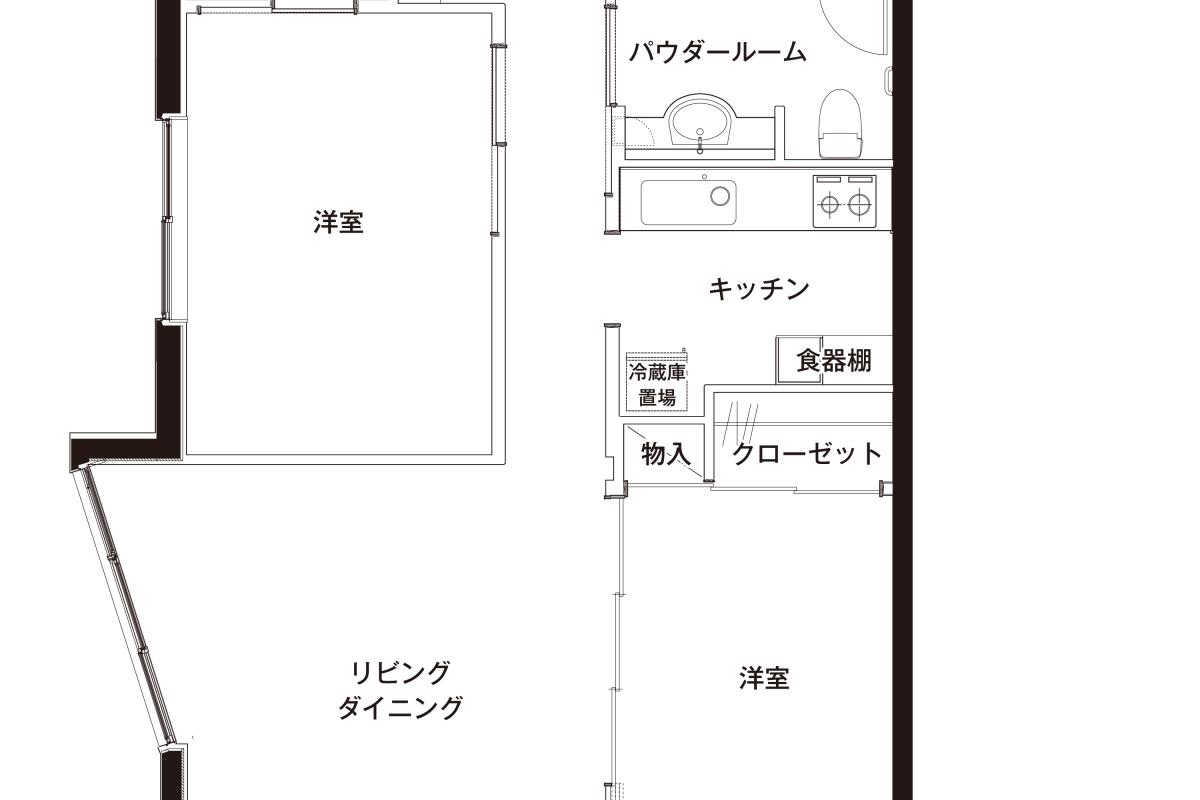 パウダールーム
洋室
キッチン
食器棚
冷蔵庫
置場
物入
クローゼット
リビング
ダイニング
洋室